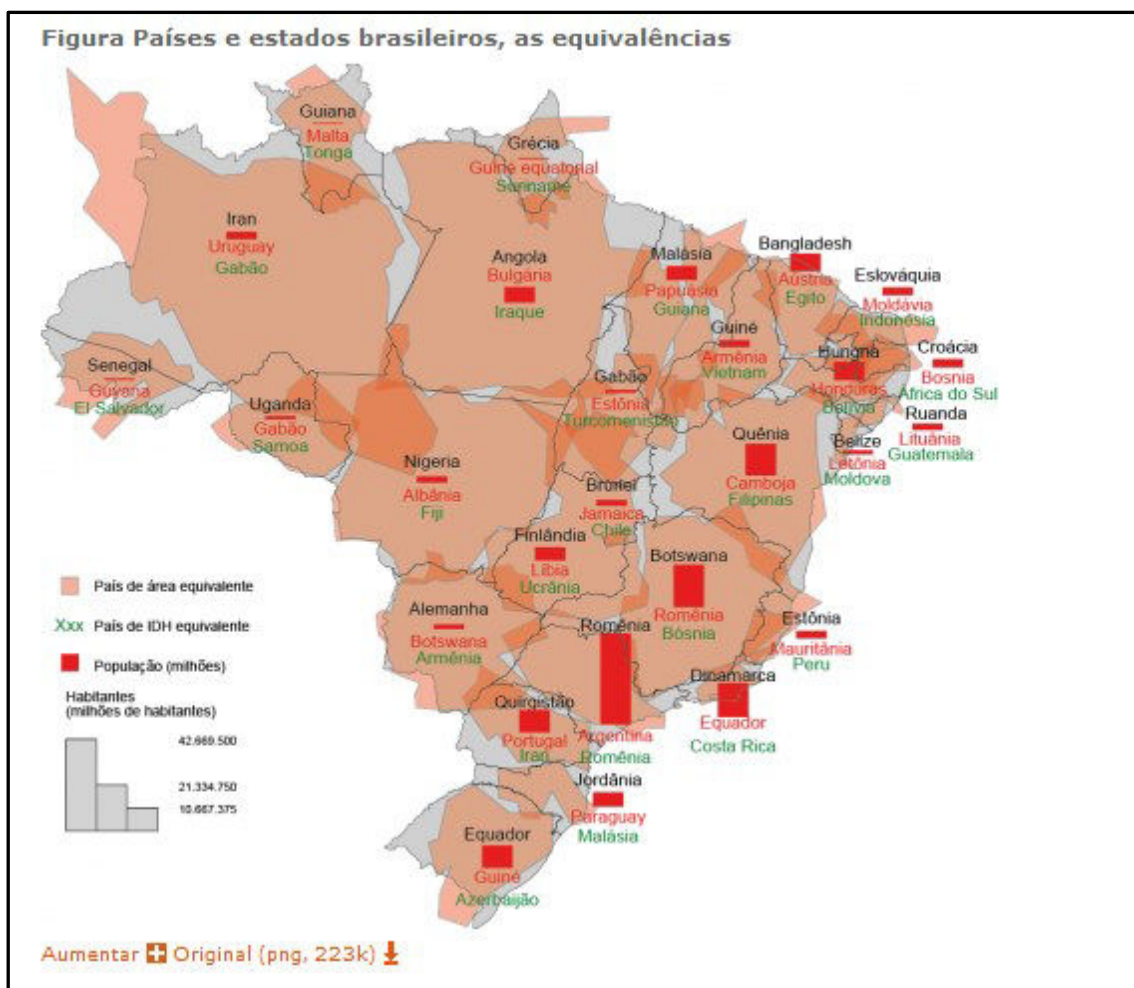 Figura Países e estados brasileiros, as equivalências
Guiana
Malta
Tonga
Grécia
Guiné equatorial
Suriname
Iran
Uruguay
Gabão
Angola
Bulgária
Iraque
Malásia
Papuásia
Guiana
Bangladesh
Áustria
Egito
Eslováquia
Moldávia
Indonésia
Guiné
Armênia
Vietnam
Hungria
Honduras
Bolívia
Croácia
Bosnia
África do Sul
Senegal
Guyana
El Salvador
Uganda
Gabão
Samoa
Gabão
Estônia
Turcomenistão
Ruanda
Lituânia
Guatemala
Belize
Letônia
Moldova
Quênia
Camboja
Filipinas
Nigeria
Albânia
Fiji
Brunei
Jamaica
Chile
Finlândia
Líbia
Ucrânia
Botswana
Romênia
Bósnia
Alemanha
Botswana
Armênia
Estônia
Mauritânia
Peru
Romênia
Argentina
Romênia
Dinamarca
Equador
Costa Rica
Quirgistão
Portugal
Iran
Jordânia
Paraguay
Malásia
Equador
Guiné
Azerbaijão
País de área equivalente
Xxx País de IDH equivalente
População (milhões)
Habitantes
(milhões de habitantes)
42.669.500
21.334.750
10.667.375
Aumentar Original (png, 223k)